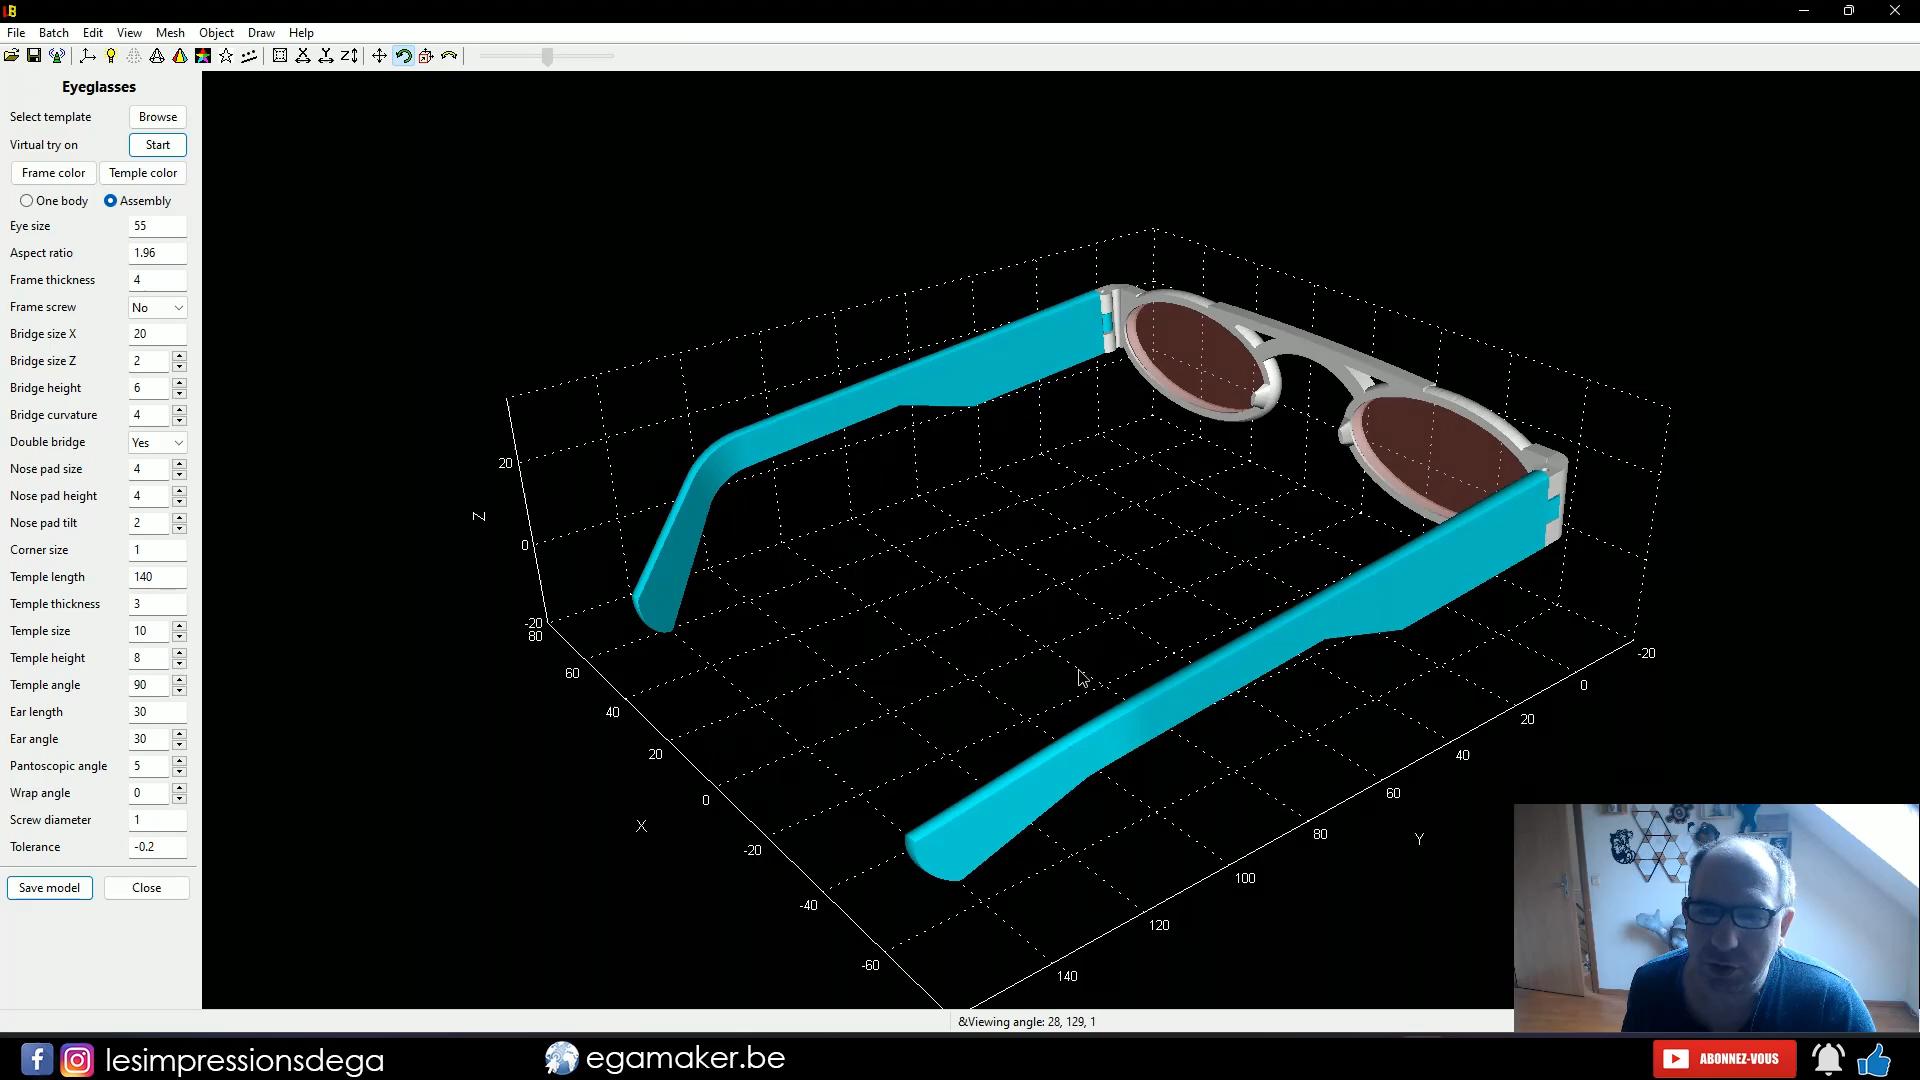 LB
File Batch Edit View Mesh Object Draw Help
Eyeglasses
Select template Browse
Virtual try on Start
Frame color Temple color
One body Assembly
Eye size 55
Aspect ratio 1.96
Frame thickness 4
Frame screw No
Bridge size X 20
Bridge size Z 2
Bridge height 6
Bridge curvature 4
Double bridge Yes
Nose pad size 4
Nose pad height 4
Nose pad tilt 2
Corner size 1
Temple length 140
Temple thickness 3
Temple size 10
Temple height 8
Temple angle 90
Ear length 30
Ear angle 30
Pantoscopic angle 5
Wrap angle 0
Screw diameter 1
Tolerance -0.2
Save model Close
20
Z
0
-20
80
60
40
20
0
X
-20
-40
-60
-20
0
20
40
60
80
Y
100
120
140
&Viewing angle: 28, 129, 1
lesimpressionsdega
egamaker.be
ABONNEZ-VOUS